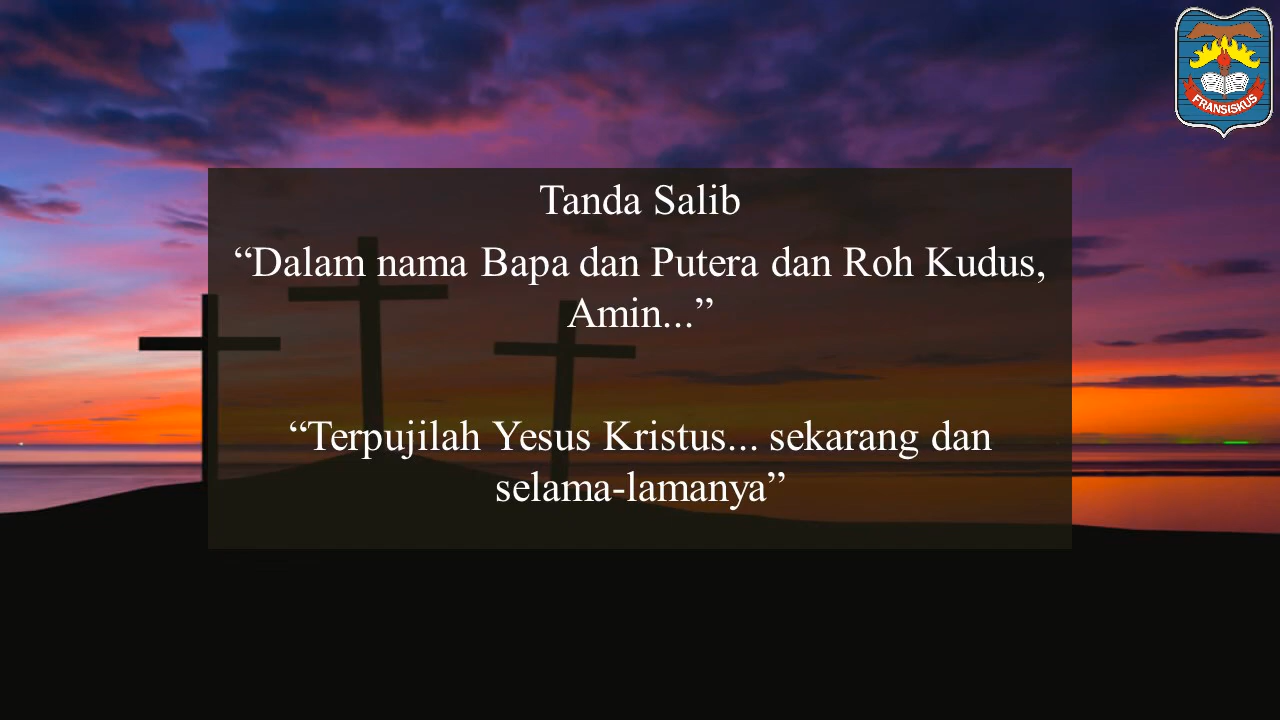 FRANSISKUS
Tanda Salib
“Dalam nama Bapa dan Putera dan Roh Kudus,
Amin...”
“Terpujilah Yesus Kristus... sekarang dan
selama-lamanya”